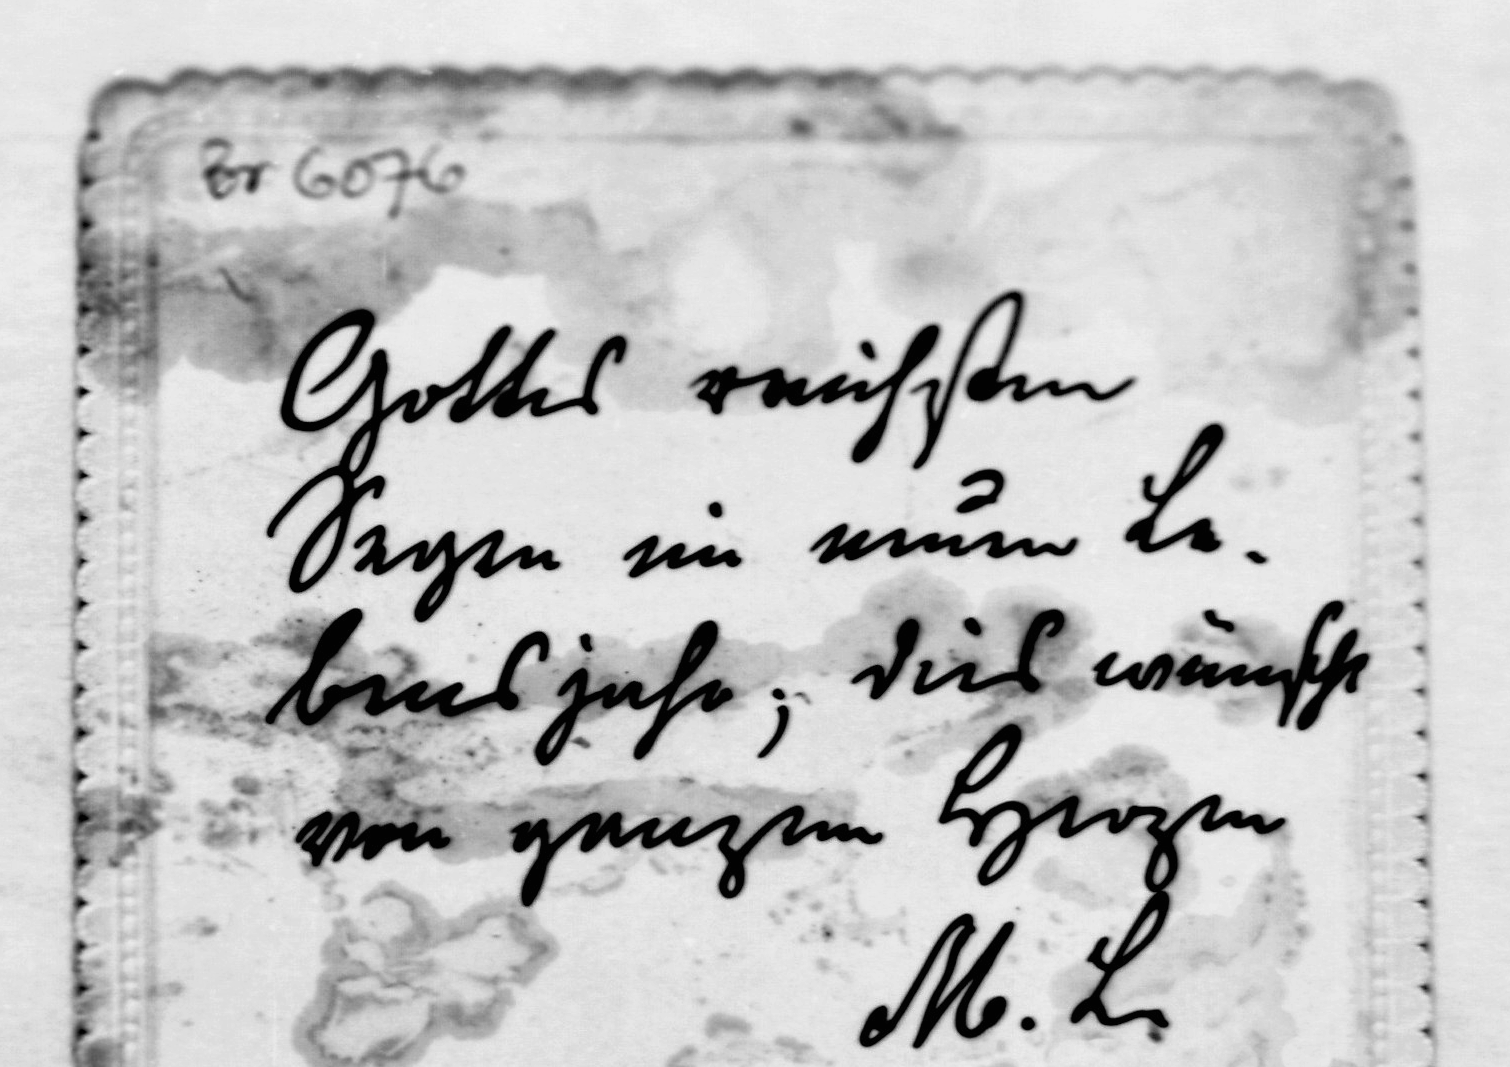 Br 6076
Gottes reichsten
Segen im neuen Le-
bensjahr; dies wünscht
von ganzem Herzen
M. L.